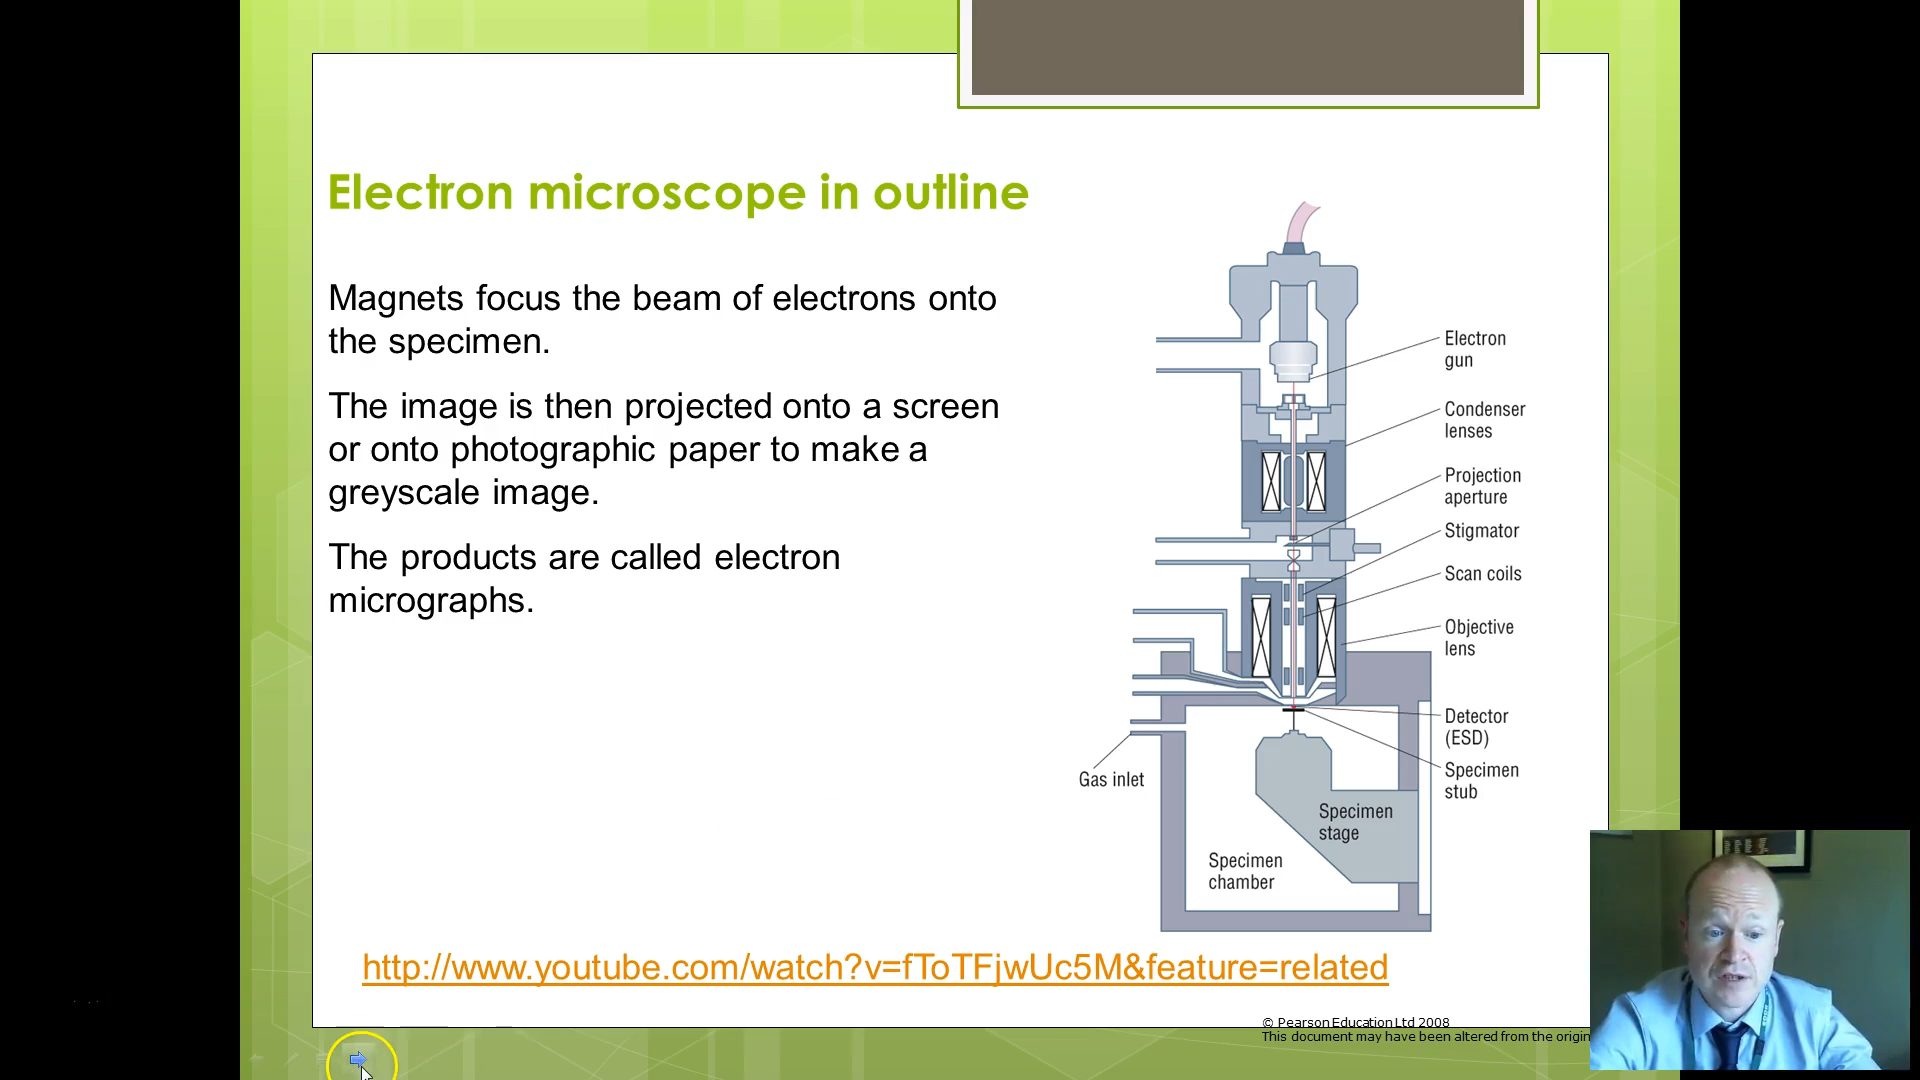 Electron microscope in outline
Magnets focus the beam of electrons onto
the specimen.
The image is then projected onto a screen
or onto photographic paper to make a
greyscale image.
The products are called electron
micrographs.
Electron
gun
Condenser
lenses
Projection
aperture
Stigmator
Scan coils
Objective
lens
Detector
(ESD)
Specimen
stub
Gas inlet
Specimen
stage
Specimen
chamber
http://www.youtube.com/watch?v=fToTFjwUc5M&feature=related
© Pearson Education Ltd 2008
This document may have been altered from the origin